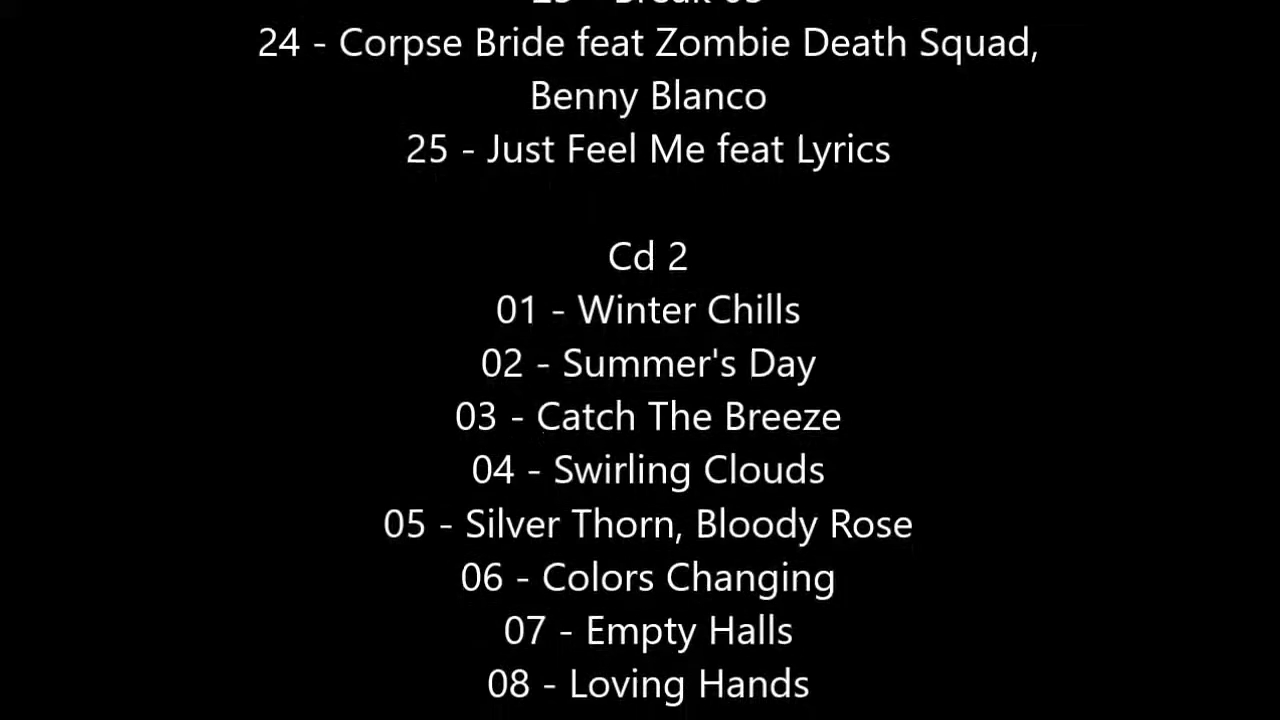 24 - Corpse Bride feat Zombie Death Squad,
Benny Blanco
25 - Just Feel Me feat Lyrics
Cd 2
01 - Winter Chills
02 - Summer's Day
03 - Catch The Breeze
04 - Swirling Clouds
05 - Silver Thorn, Bloody Rose
06 - Colors Changing
07 - Empty Halls
08 - Loving Hands